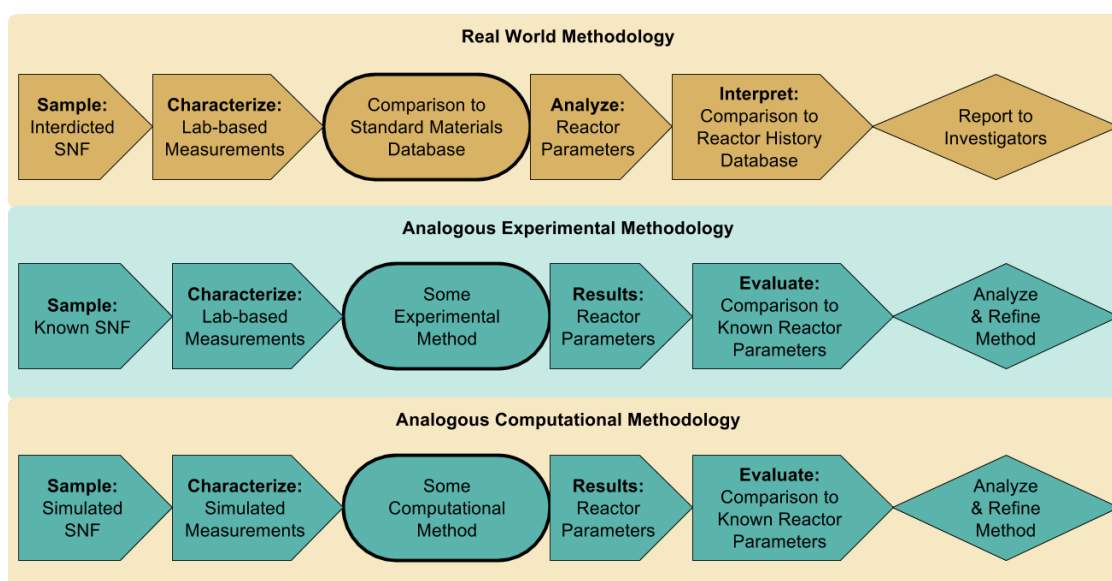 Real World Methodology
Sample:
Interdicted
SNF
Characterize:
Lab-based
Measurements
Comparison to
Standard Materials
Database
Analyze:
Reactor
Parameters
Interpret:
Comparison to
Reactor History
Database
Report to
Investigators
Analogous Experimental Methodology
Sample:
Known SNF
Characterize:
Lab-based
Measurements
Some
Experimental
Method
Results:
Reactor
Parameters
Evaluate:
Comparison to
Known Reactor
Parameters
Analyze
& Refine
Method
Analogous Computational Methodology
Sample:
Simulated
SNF
Characterize:
Simulated
Measurements
Some
Computational
Method
Results:
Reactor
Parameters
Evaluate:
Comparison to
Known Reactor
Parameters
Analyze
& Refine
Method